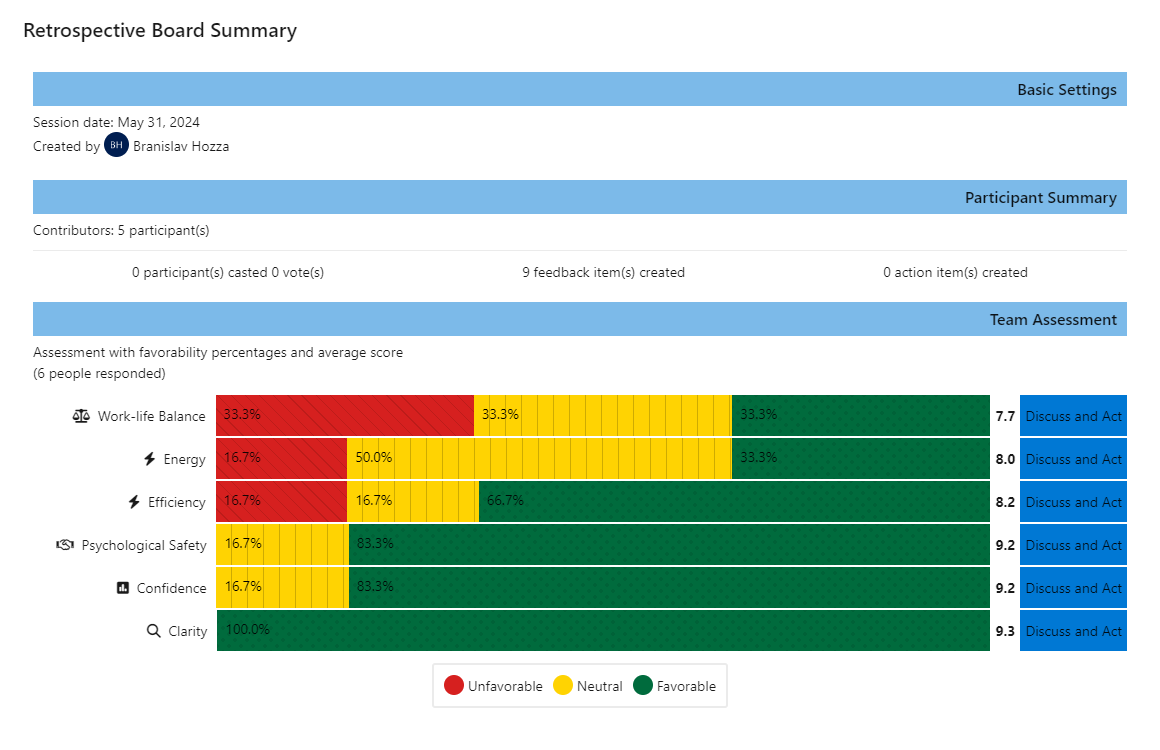 Retrospective Board Summary
Basic Settings
Session date: May 31, 2024
Created by BH Branislav Hozza
Participant Summary
Contributors: 5 participant(s)
0 participant(s) casted 0 vote(s) 9 feedback item(s) created 0 action item(s) created
Team Assessment
Assessment with favorability percentages and average score
(6 people responded)
Work-life Balance 33.3% 33.3% 33.3% 7.7 Discuss and Act
Energy 16.7% 50.0% 33.3% 8.0 Discuss and Act
Efficiency 16.7% 16.7% 66.7% 8.2 Discuss and Act
Psychological Safety 16.7% 83.3% 9.2 Discuss and Act
Confidence 16.7% 83.3% 9.2 Discuss and Act
Clarity 100.0% 9.3 Discuss and Act
Unfavorable Neutral Favorable